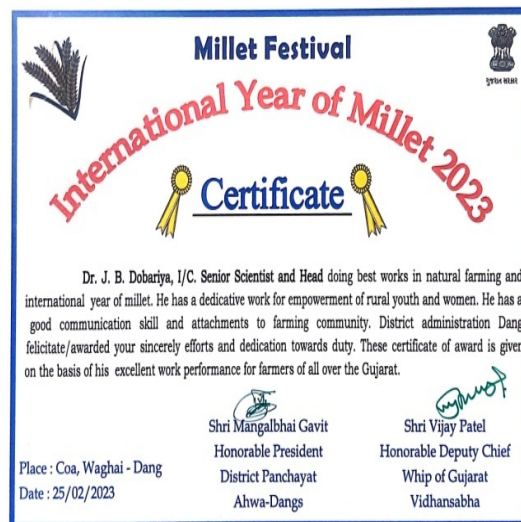 Millet Festival
ગુજરાત સરકાર
International Year of Millet 2023
Certificate
Dr. J. B. Dobariya, I/C. Senior Scientist and Head doing best works in natural farming and
international year of millet. He has a dedicative work for empowerment of rural youth and women. He has a
good communication skill and attachments to farming community. District administration Dang
felicitate/awarded your sincerely efforts and dedication towards duty. These certificate of award is given
on the basis of his excellent work performance for farmers of all over the Gujarat.
Shri Mangalbhai Gavit
Honorable President
District Panchayat
Ahwa-Dangs
Shri Vijay Patel
Honorable Deputy Chief
Whip of Gujarat
Vidhansabha
Place : Coa, Waghai - Dang
Date : 25/02/2023